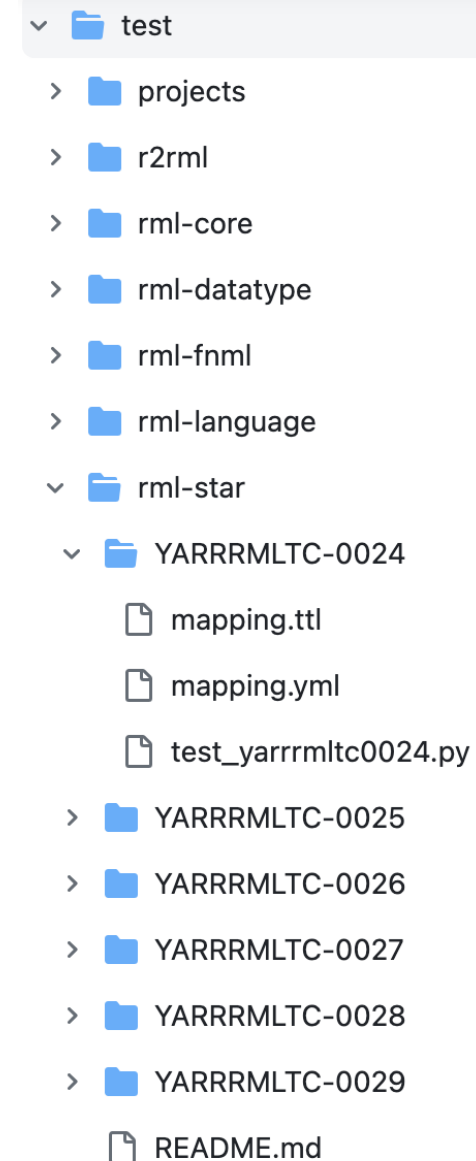 test
projects
r2rml
rml-core
rml-datatype
rml-fnml
rml-language
rml-star
YARRRMLTC-0024
mapping.ttl
mapping.yml
test_yarrrmltc0024.py
YARRRMLTC-0025
YARRRMLTC-0026
YARRRMLTC-0027
YARRRMLTC-0028
YARRRMLTC-0029
README.md